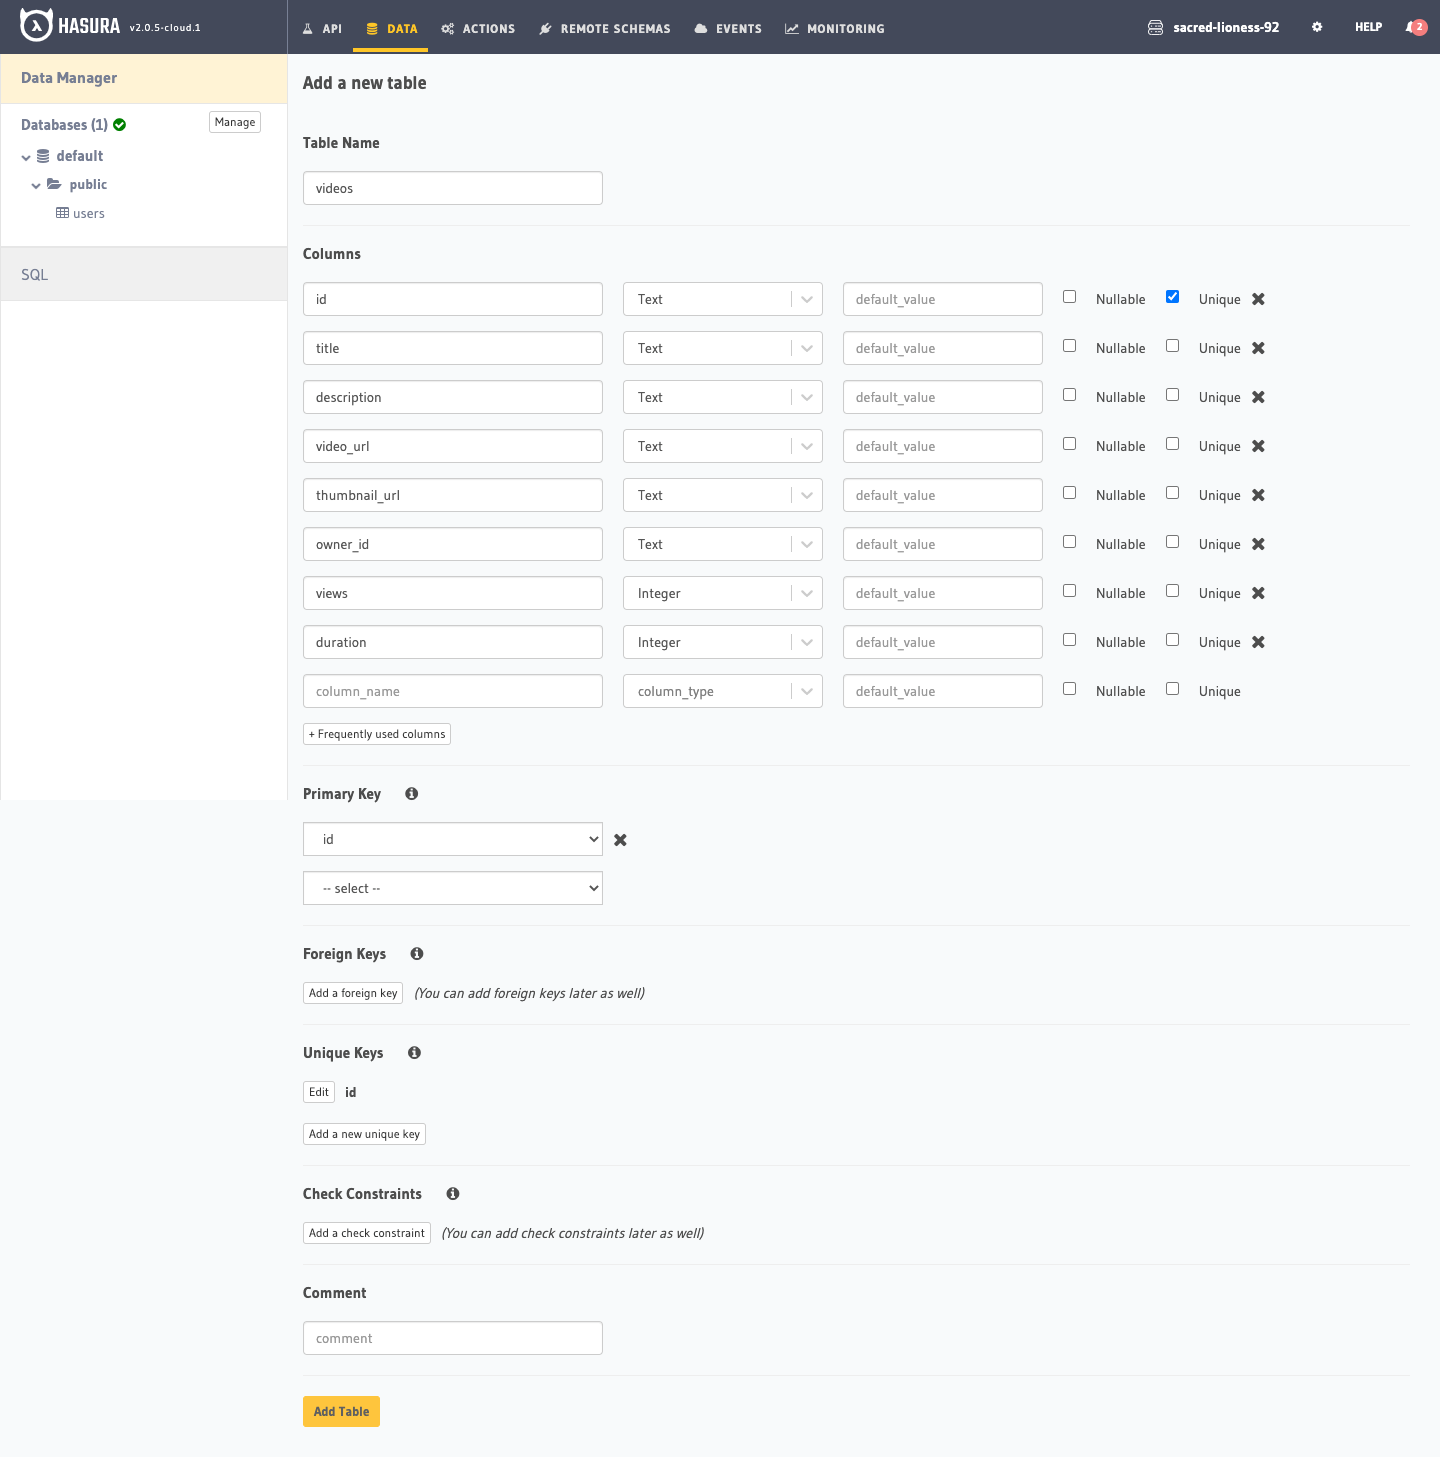 HASURA v2.0.5-cloud.1 API DATA ACTIONS REMOTE SCHEMAS EVENTS MONITORING sacred-lioness-92 HELP 2
Data Manager
Databases (1) Manage
default
public
users
SQL
Add a new table
Table Name
videos
Columns
id Text default_value Nullable Unique
title Text default_value Nullable Unique
description Text default_value Nullable Unique
video_url Text default_value Nullable Unique
thumbnail_url Text default_value Nullable Unique
owner_id Text default_value Nullable Unique
views Integer default_value Nullable Unique
duration Integer default_value Nullable Unique
column_name column_type default_value Nullable Unique
+ Frequently used columns
Primary Key
id
-- select --
Foreign Keys
Add a foreign key (You can add foreign keys later as well)
Unique Keys
Edit id
Add a new unique key
Check Constraints
Add a check constraint (You can add check constraints later as well)
Comment
comment
Add Table